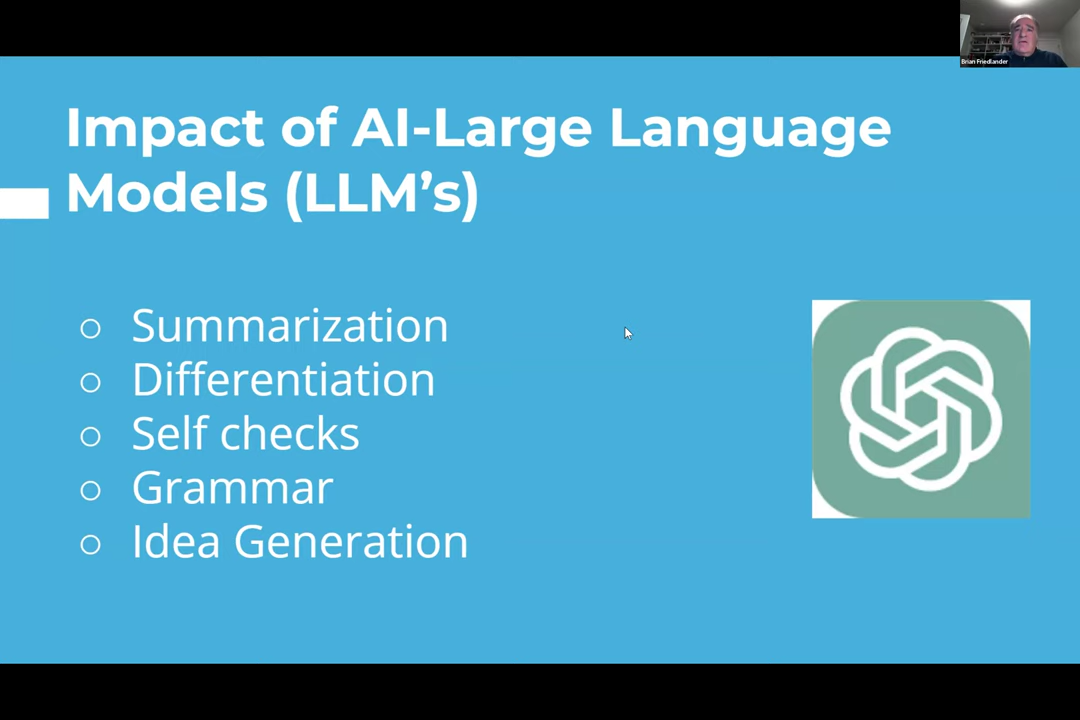 Brian Friedlander
Impact of AI-Large Language
Models (LLM’s)
Summarization
Differentiation
Self checks
Grammar
Idea Generation